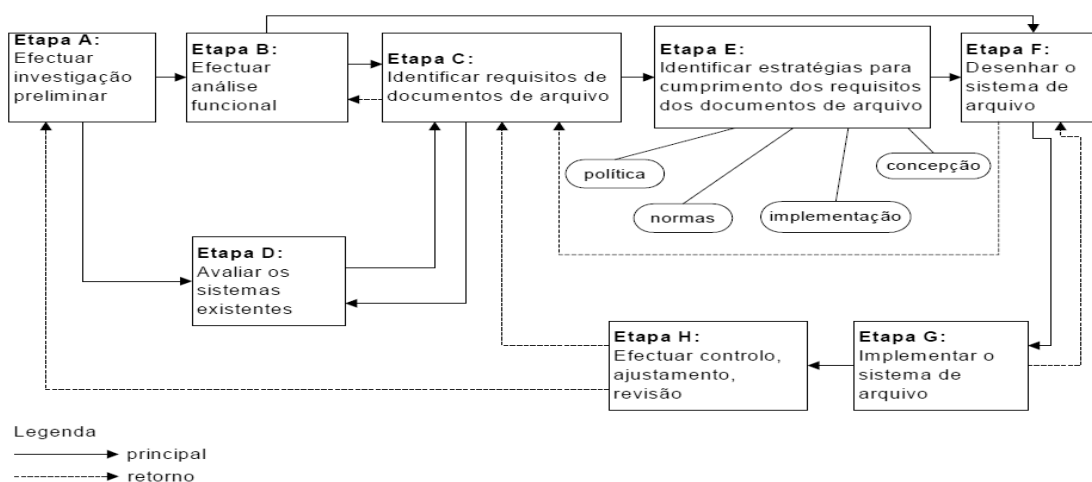 Etapa A:
Efectuar
investigação
preliminar
Etapa B:
Efectuar
análise
funcional
Etapa C:
Identificar requisitos de
documentos de arquivo
Etapa E:
Identificar estratégias para
cumprimento dos requisitos
dos documentos de arquivo
Etapa F:
Desenhar o
sistema de
arquivo
política
normas
implementação
concepção
Etapa D:
Avaliar os
sistemas
existentes
Etapa H:
Efectuar controlo,
ajustamento,
revisão
Etapa G:
Implementar o
sistema de
arquivo
Legenda
principal
retorno